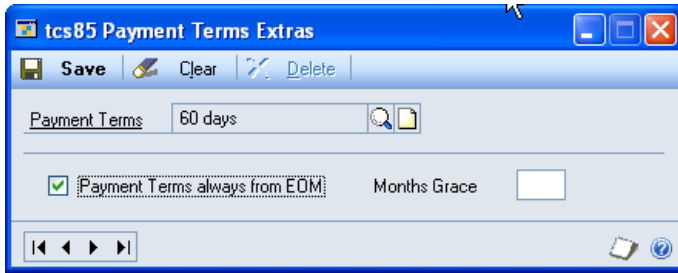 tcs85 Payment Terms Extras
Save Clear Delete
Payment Terms 60 days
Payment Terms always from EOM Months Grace